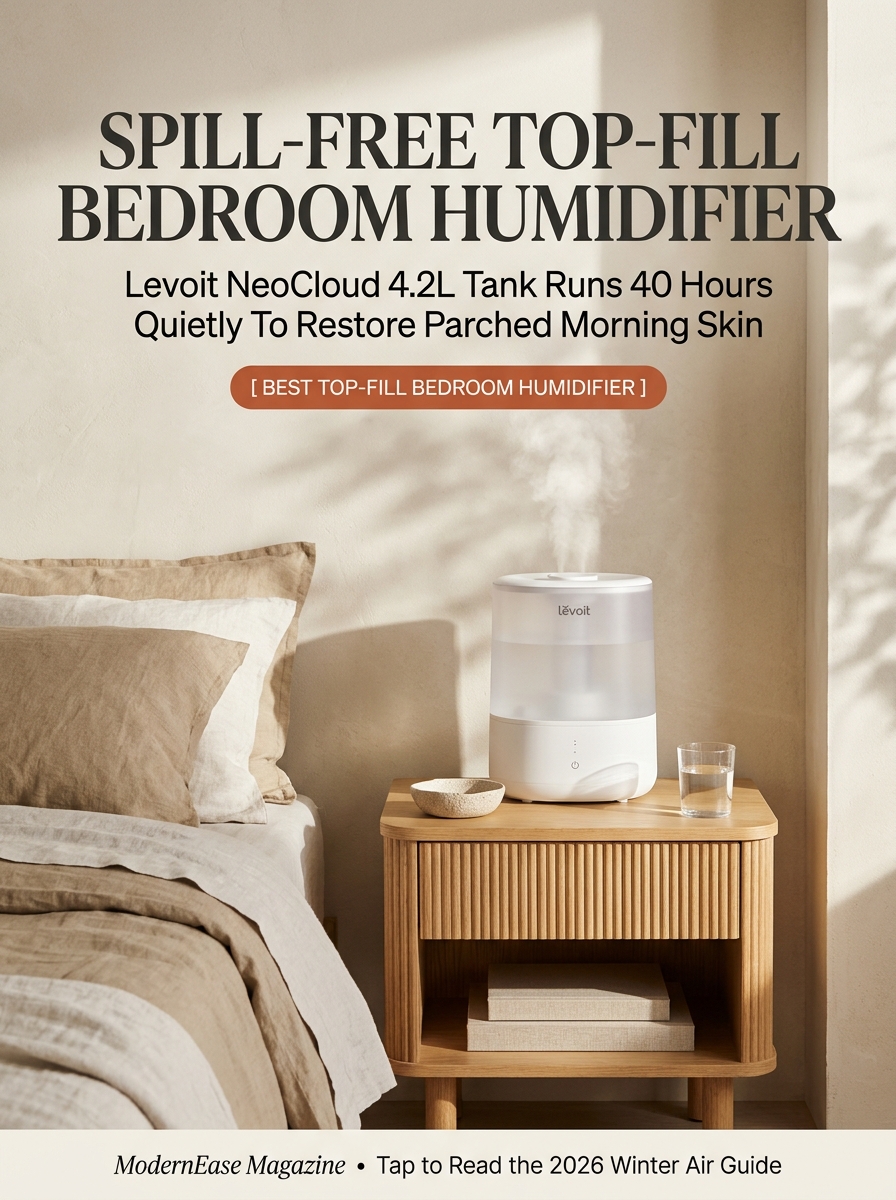 SPILL-FREE TOP-FILL
BEDROOM HUMIDIFIER
Levoit NeoCloud 4.2L Tank Runs 40 Hours
Quietly To Restore Parched Morning Skin
[ BEST TOP-FILL BEDROOM HUMIDIFIER ]
lĕvoit
ModernEase Magazine • Tap to Read the 2026 Winter Air Guide